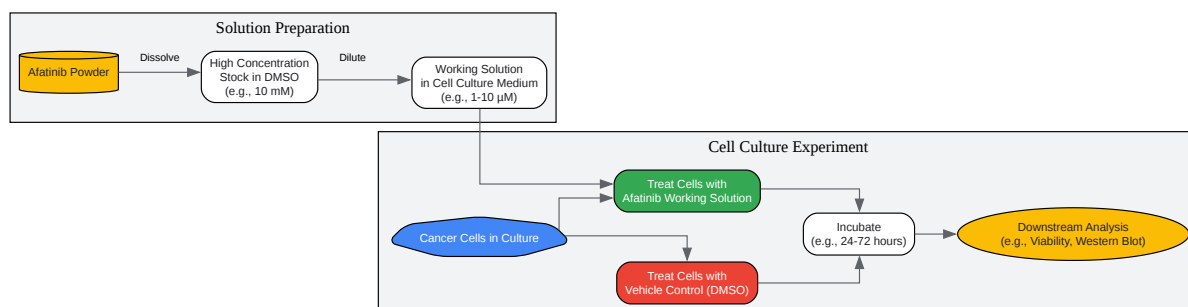 Solution Preparation
Afatinib Powder
Dissolve
High Concentration
Stock in DMSO
(e.g., 10 mM)
Dilute
Working Solution
in Cell Culture Medium
(e.g., 1-10 µM)
Cell Culture Experiment
Treat Cells with
Afatinib Working Solution
Cancer Cells in Culture
Treat Cells with
Vehicle Control (DMSO)
Incubate
(e.g., 24-72 hours)
Downstream Analysis
(e.g., Viability, Western Blot)